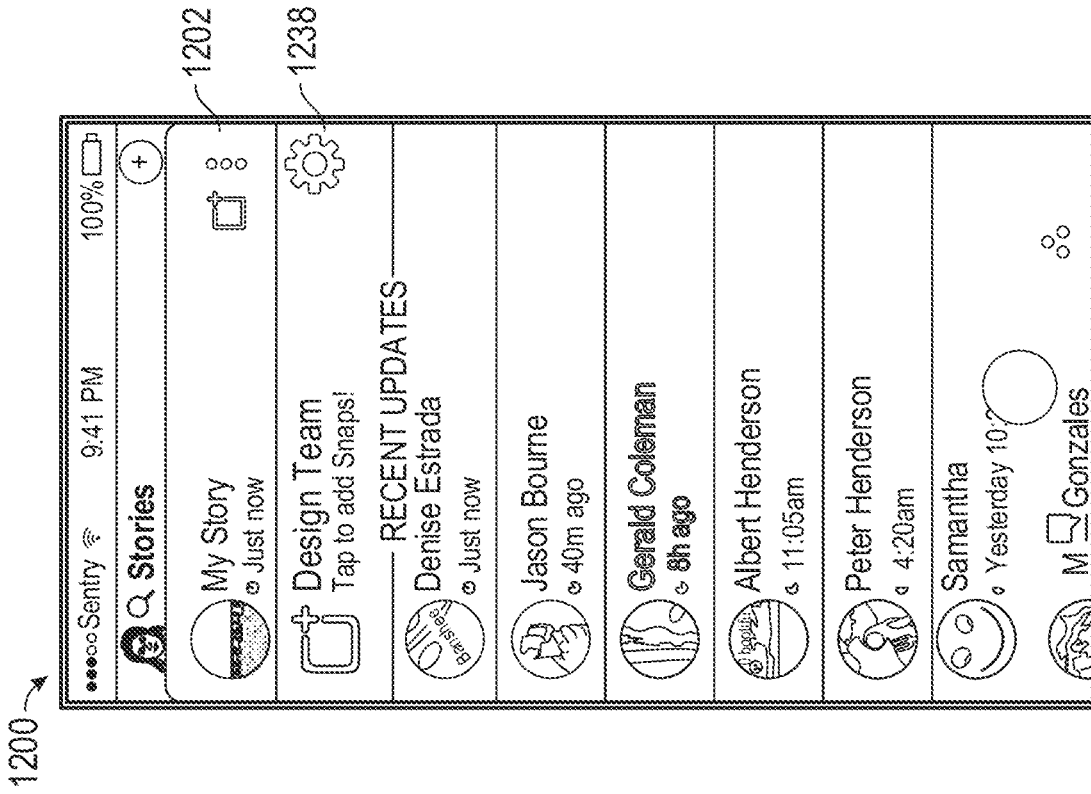 1200
●●●○○Sentry 9:41 PM 100%
Stories +
My Story
Just now
1202
Design Team
Tap to add Snaps!
1238
RECENT UPDATES
Denise Estrada
Just now
Banshee
Jason Bourne
40m ago
Gerald Coleman
8h ago
Albert Henderson
11:05am
Peter Henderson
4:20am
Samantha
Yesterday 10:
M Gonzales